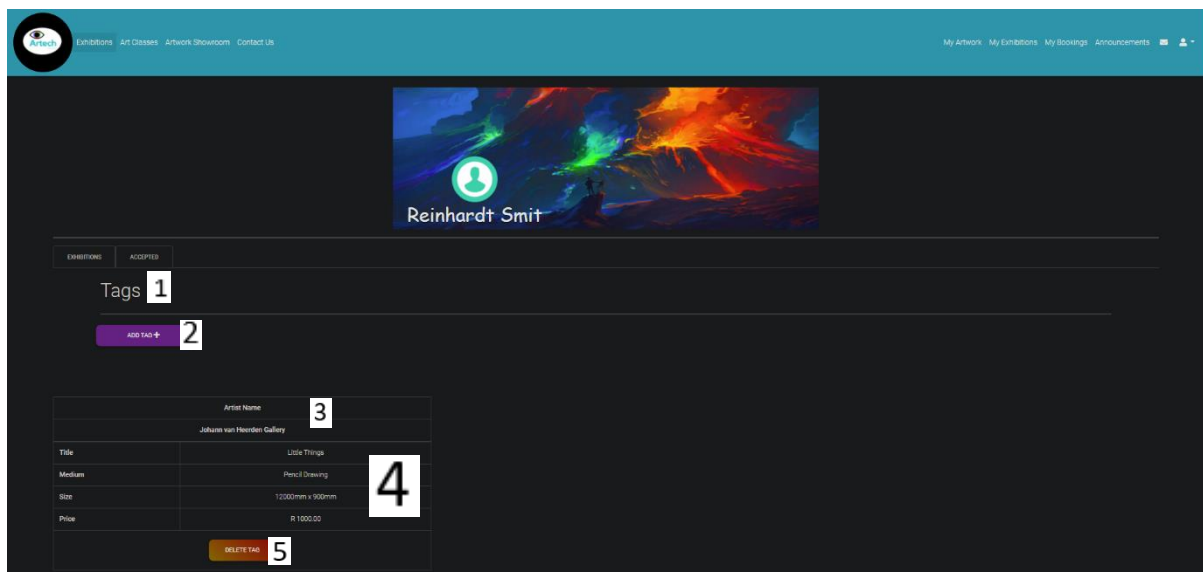 Artech Exhibitions Art Classes Artwork Showroom Contact Us My Artwork My Exhibitions My Bookings Announcements
Reinhardt Smit
EXHIBITIONS ACCEPTED
Tags 1
ADD TAG + 2
Artist Name 3
Johann van Heerden Gallery
Title Little Things
Medium Pencil Drawing 4
Size 12000mm x 900mm
Price R 1000.00
DELETE TAG 5